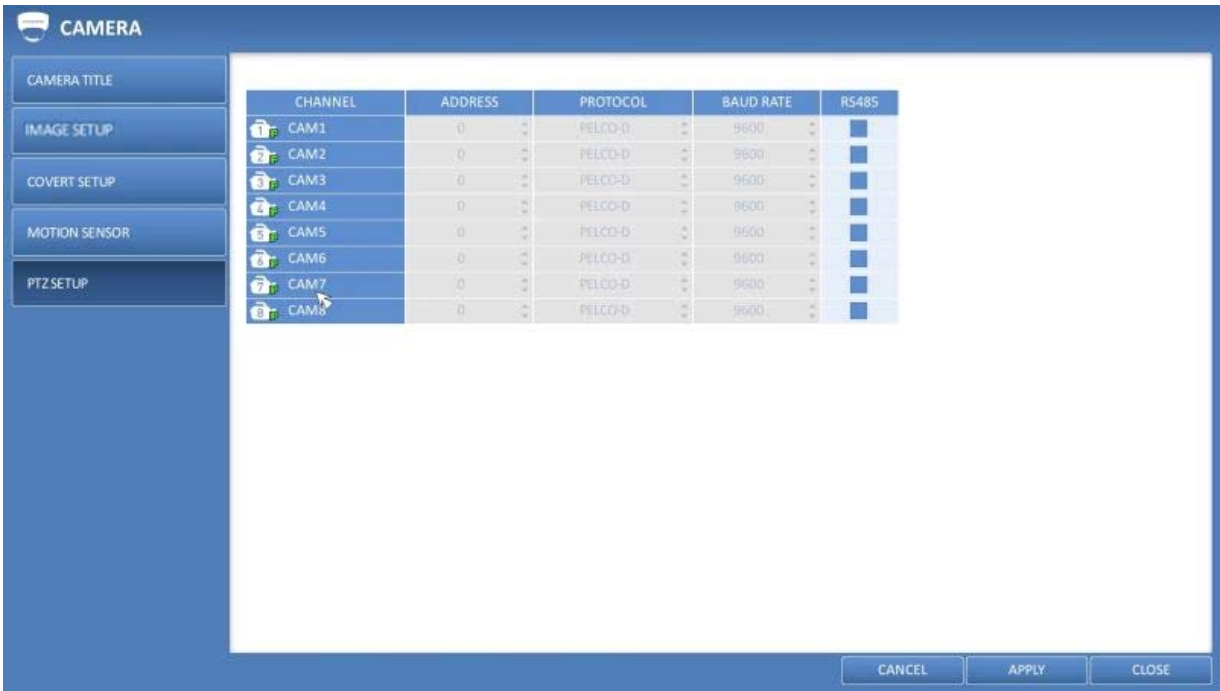 CAMERA
CAMERA TITLE
IMAGE SETUP
COVERT SETUP
MOTION SENSOR
PTZ SETUP
CHANNEL ADDRESS PROTOCOL BAUD RATE RS485
1 P CAM1 0 PELCO-D 9600
2 P CAM2 0 PELCO-D 9600
3 P CAM3 0 PELCO-D 9600
4 P CAM4 0 PELCO-D 9600
5 P CAM5 0 PELCO-D 9600
6 P CAM6 0 PELCO-D 9600
7 P CAM7 0 PELCO-D 9600
8 P CAM8 0 PELCO-D 9600
CANCEL APPLY CLOSE